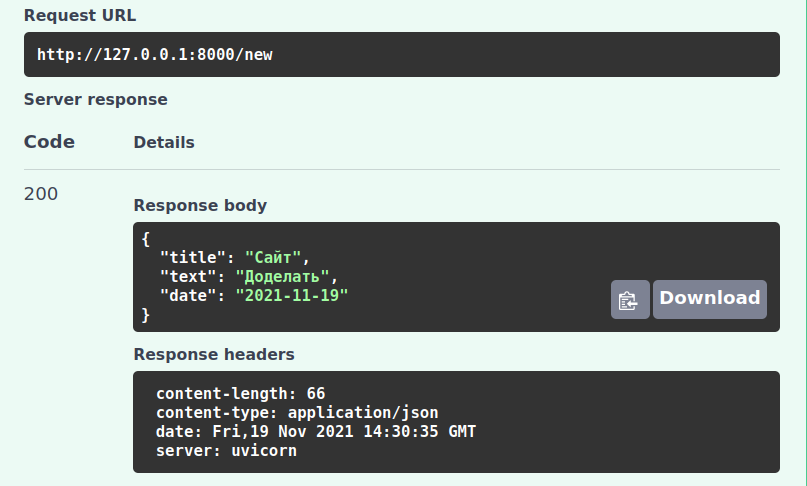 Request URL
http://127.0.0.1:8000/new
Server response
Code Details
200
Response body
{
"title": "Сайт",
"text": "Доделать",
"date": "2021-11-19"
}
Download
Response headers
content-length: 66
content-type: application/json
date: Fri,19 Nov 2021 14:30:35 GMT
server: uvicorn